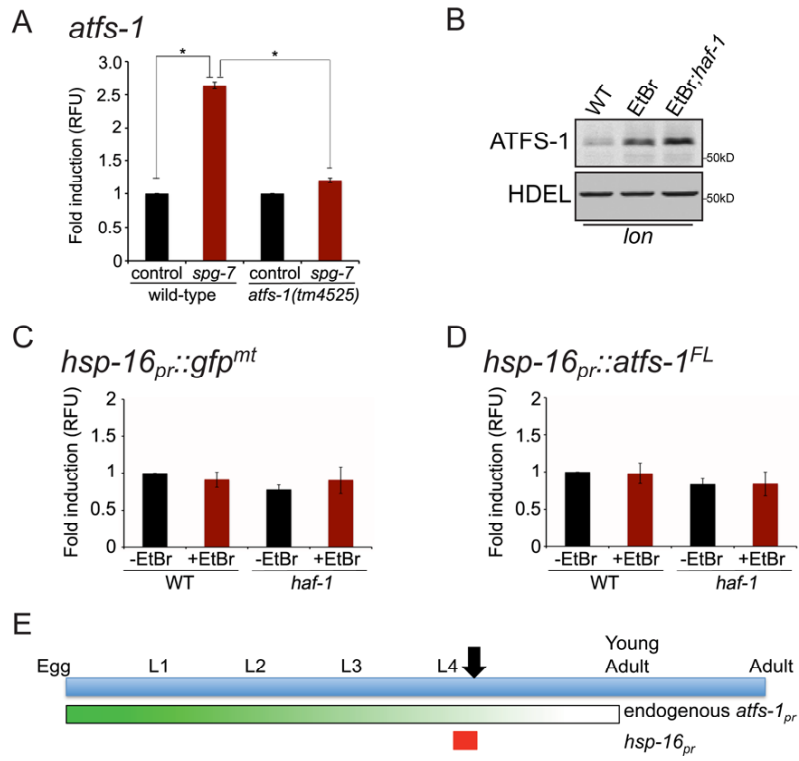 A
atfs-1
Fold induction (RFU)
3.0
2.5
2
1.5
1
0.5
0
*
*
control
spg-7
control
spg-7
wild-type
atfs-1(tm4525)
B
WT
EtBr
EtBr;haf-1
ATFS-1
-50kD
HDEL
-50kD
lon
C
hsp-16pr::gfpmt
Fold induction (RFU)
2
1.5
1
0.5
0
-EtBr
+EtBr
-EtBr
+EtBr
WT
haf-1
D
hsp-16pr::atfs-1FL
Fold induction (RFU)
2
1.5
1
0.5
0
-EtBr
+EtBr
-EtBr
+EtBr
WT
haf-1
E
Egg
L1
L2
L3
L4
Young
Adult
Adult
endogenous atfs-1pr
hsp-16pr